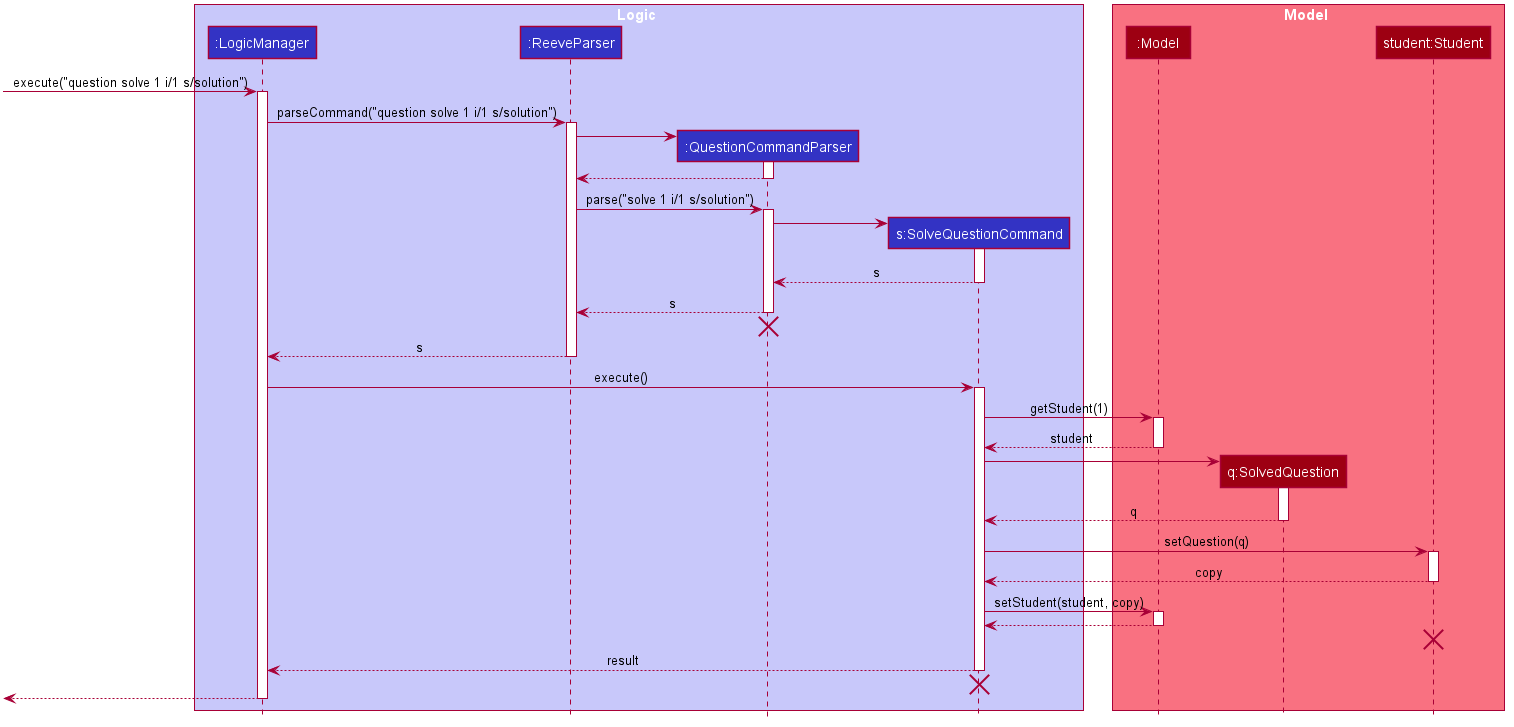 Logic
Model
:LogicManager
:ReeveParser
:Model
student:Student
execute("question solve 1 i/1 s/solution")
parseCommand("question solve 1 i/1 s/solution")
:QuestionCommandParser
parse("solve 1 i/1 s/solution")
s:SolveQuestionCommand
s
s
s
execute()
getStudent(1)
student
q:SolvedQuestion
q
setQuestion(q)
copy
setStudent(student, copy)
result